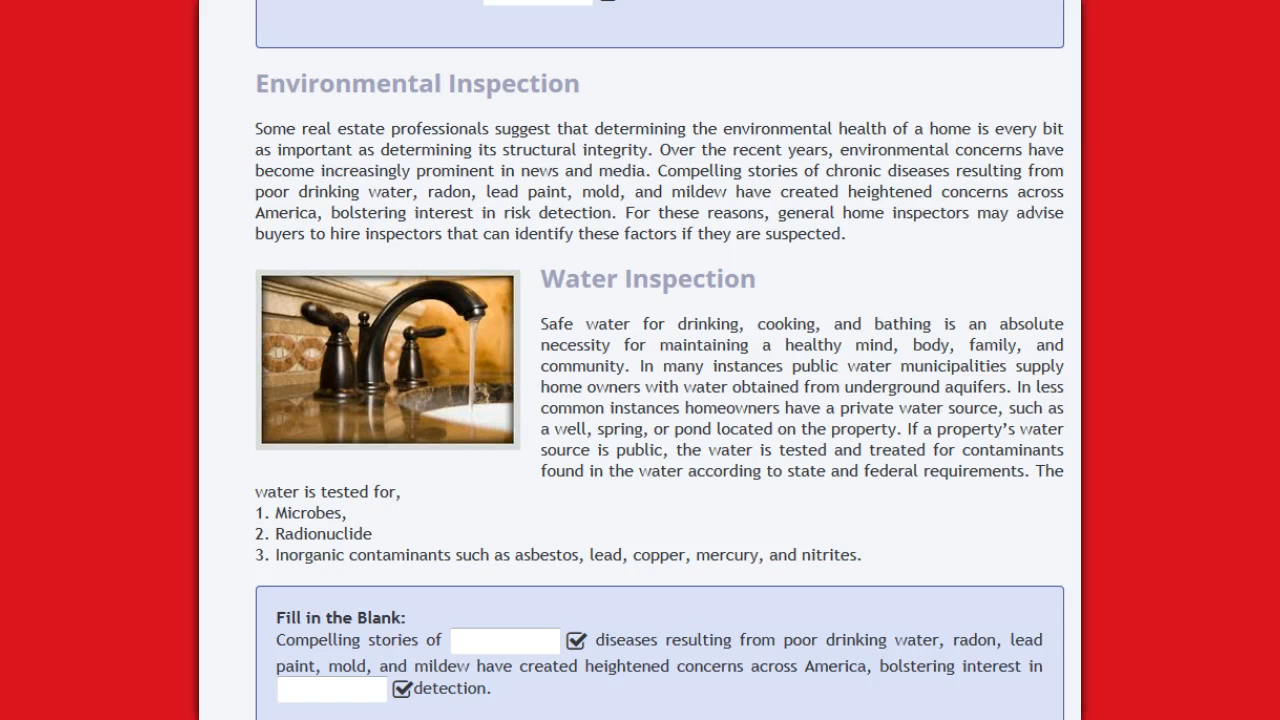 Environmental Inspection
Some real estate professionals suggest that determining the environmental health of a home is every bit
as important as determining its structural integrity. Over the recent years, environmental concerns have
become increasingly prominent in news and media. Compelling stories of chronic diseases resulting from
poor drinking water, radon, lead paint, mold, and mildew have created heightened concerns across
America, bolstering interest in risk detection. For these reasons, general home inspectors may advise
buyers to hire inspectors that can identify these factors if they are suspected.
Water Inspection
Safe water for drinking, cooking, and bathing is an absolute
necessity for maintaining a healthy mind, body, family, and
community. In many instances public water municipalities supply
home owners with water obtained from underground aquifers. In less
common instances homeowners have a private water source, such as
a well, spring, or pond located on the property. If a property’s water
source is public, the water is tested and treated for contaminants
found in the water according to state and federal requirements. The
water is tested for,
1. Microbes,
2. Radionuclide
3. Inorganic contaminants such as asbestos, lead, copper, mercury, and nitrites.
Fill in the Blank:
Compelling stories of diseases resulting from poor drinking water, radon, lead
paint, mold, and mildew have created heightened concerns across America, bolstering interest in
detection.